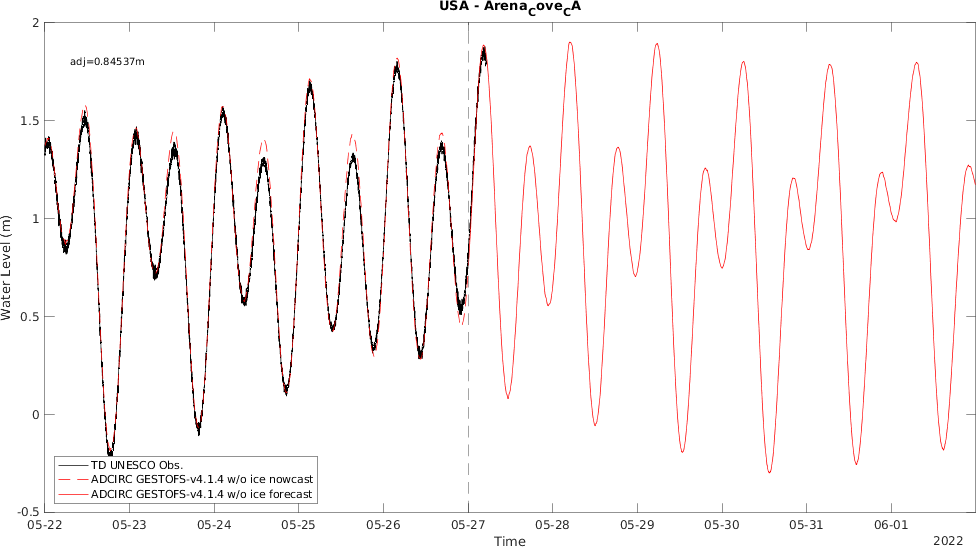 USA - ArenaCoveCA
adj=0.84537m
Water Level (m)
2
1.5
1
0.5
0
-0.5
TD UNESCO Obs.
ADCIRC GESTOFS-v4.1.4 w/o ice nowcast
ADCIRC GESTOFS-v4.1.4 w/o ice forecast
05-22 05-23 05-24 05-25 05-26 05-27 05-28 05-29 05-30 05-31 06-01
Time
2022